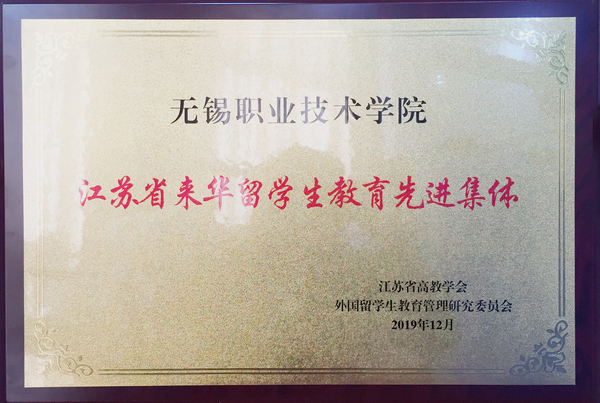 无锡职业技术学院
江苏省来华留学生教育先进集体
江苏省高教学会
外国留学生教育管理研究委员会
2019年12月